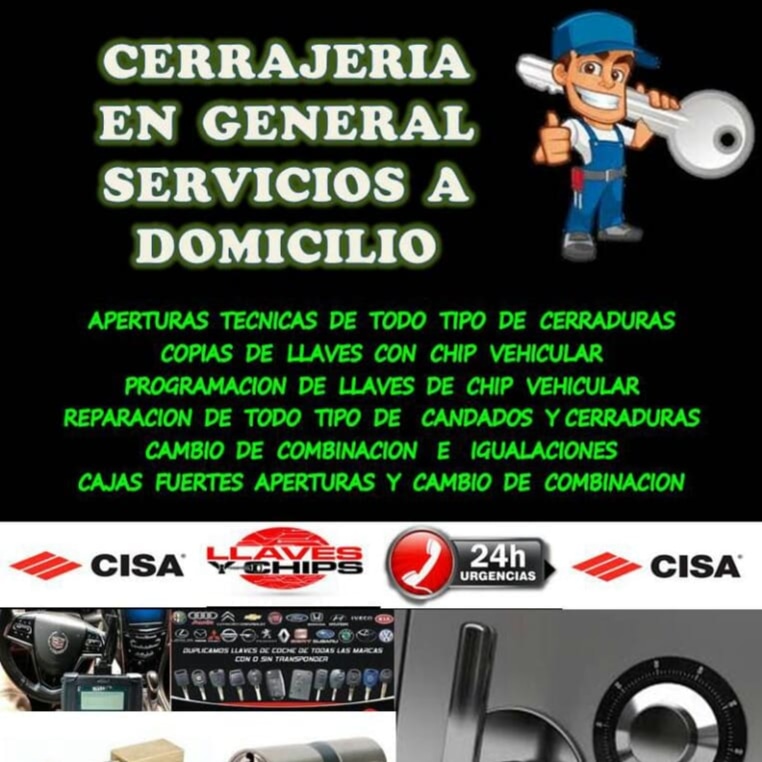 CERRAJERIA
EN GENERAL
SERVICIOS A
DOMICILIO
APERTURAS TECNICAS DE TODO TIPO DE CERRADURAS
COPIAS DE LLAVES CON CHIP VEHICULAR
PROGRAMACION DE LLAVES DE CHIP VEHICULAR
REPARACION DE TODO TIPO DE CANDADOS Y CERRADURAS
CAMBIO DE COMBINACION E IGUALACIONES
CAJAS FUERTES APERTURAS Y CAMBIO DE COMBINACION
CISA
LLAVES
Y CHIPS
24h
URGENCIAS
CISA
IVECO KIA
SUBARU
DUPLICAMOS LLAVES DE COCHE DE TODAS LAS MARCAS
CON O SIN TRANSPONDER